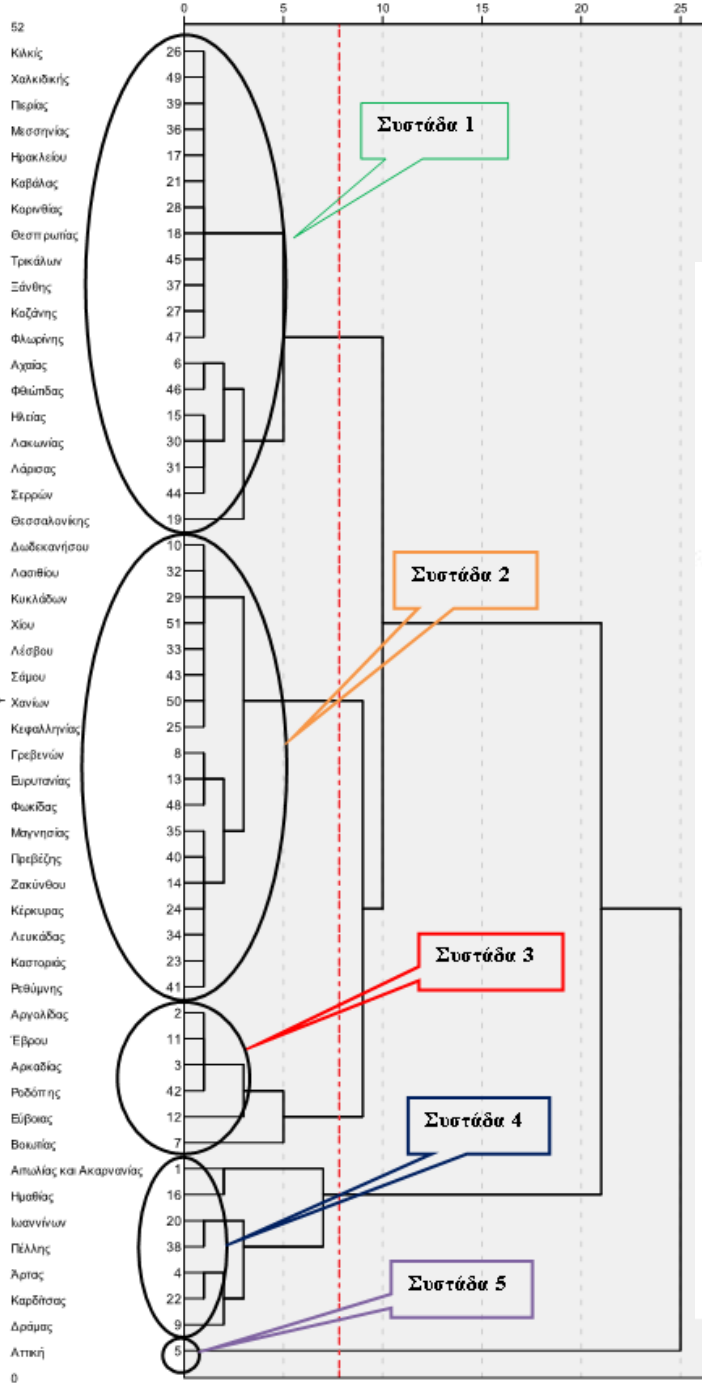 0 5 10 15 20 25
52
Κιλκίς 26
Χαλκιδικής 49
Πιερίας 39
Μεσσηνίας 36
Συστάδα 1
Ηρακλείου 17
Καβάλας 21
Κορινθίας 28
Θεσπρωτίας 18
Τρικάλων 45
Ξάνθης 37
Κοζάνης 27
Φλωρίνης 47
Αχαίας 6
Φθιώτιδας 46
Ηλείας 15
Λακωνίας 30
Λάρισας 31
Σερρών 44
Θεσσαλονίκης 19
Δωδεκανήσου 10
Λασιθίου 32
Συστάδα 2
Κυκλάδων 29
Χίου 51
Λέσβου 33
Σάμου 43
Χανίων 50
Κεφαλληνίας 25
Γρεβενών 8
Ευρυτανίας 13
Φωκίδας 48
Μαγνησίας 35
Πρεβέζης 40
Ζακύνθου 14
Κέρκυρας 24
Λευκάδας 34
Συστάδα 3
Καστοριάς 23
Ρεθύμνης 41
Αργολίδας 2
Έβρου 11
Αρκαδίας 3
Ροδόπης 42
Εύβοιας 12
Συστάδα 4
Βοιωτίας 7
Αιτωλίας και Ακαρνανίας 1
Ημαθίας 16
Ιωαννίνων 20
Πέλλης 38
Άρτας 4
Συστάδα 5
Καρδίτσας 22
Δράμας 9
Αττική 5
0